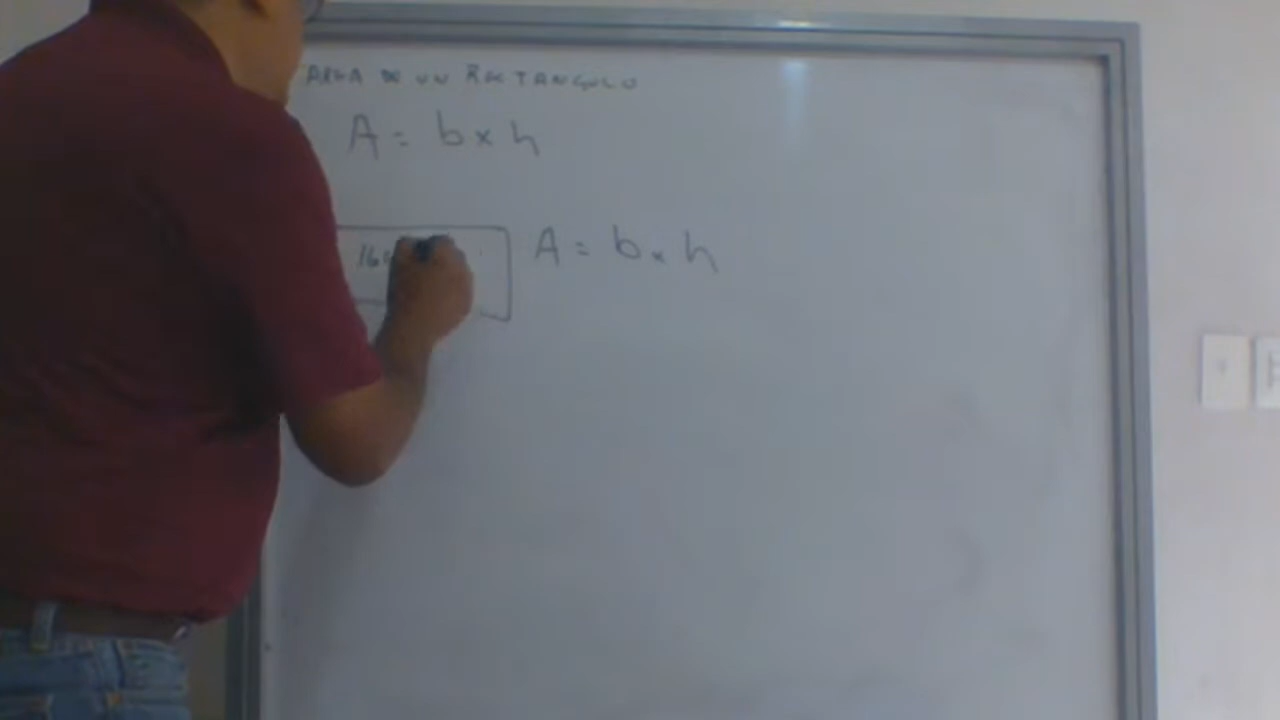 AREA DE UN RECTANGULO
A = b x h
A = b x h